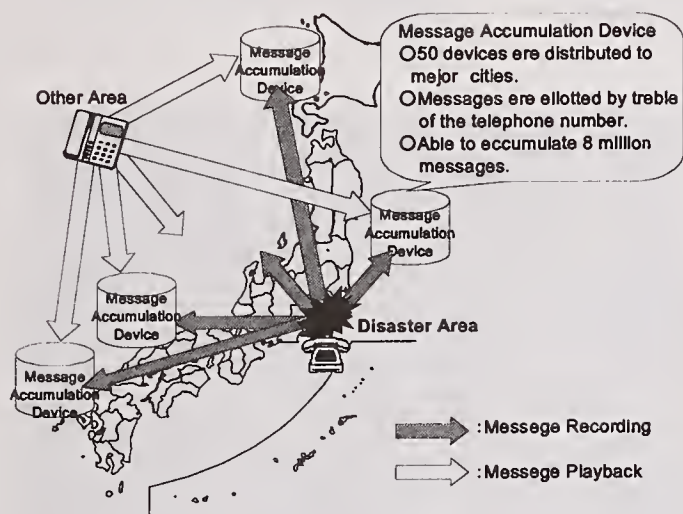 Message
Accumulation
Device
Message Accumulation Device
O50 devices ere distributed to
mejor cities.
OMessages ere ellotted by treble
of the telephone number.
OAble to eccumulate 8 million
messages.
Other Area
Message
Accumulation
Device
Message
Accumulation
Device
Disaster Area
Message
Accumulation
Device
:Messege Recording
:Messege Playback